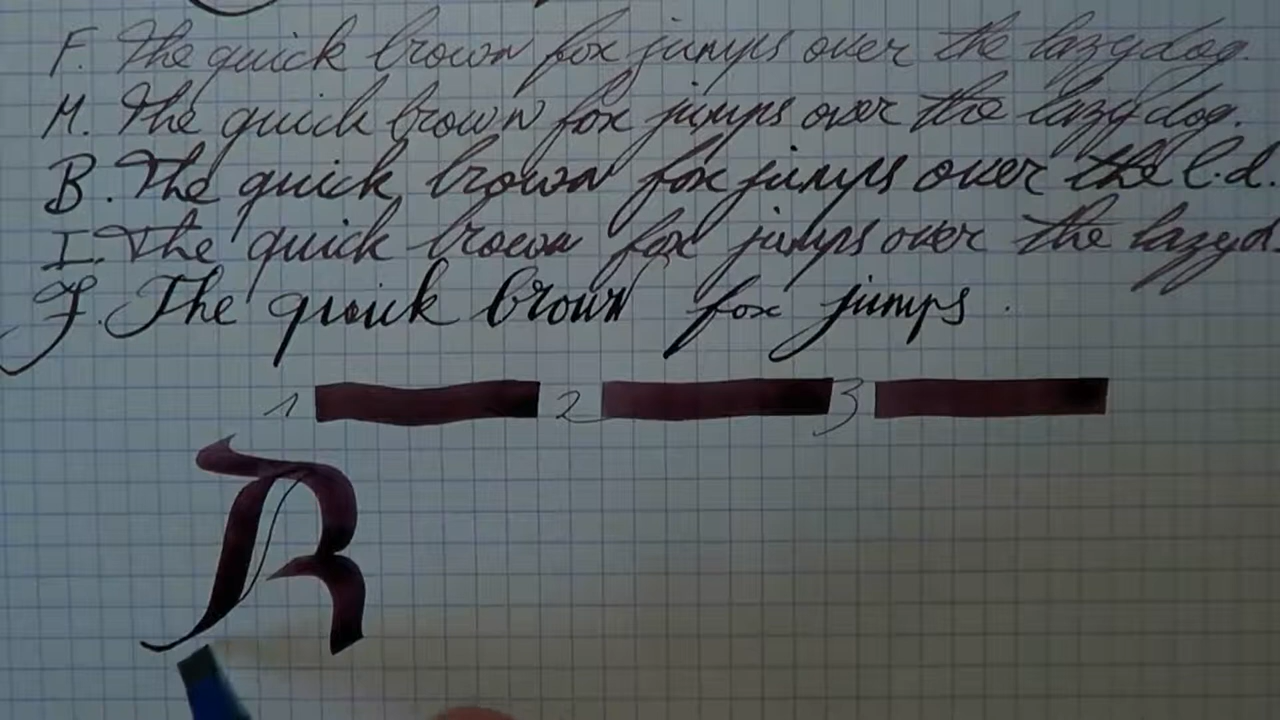 F. The quick brown fox jumps over the lazy dog.
M. The quick brown fox jumps over the lazy dog.
B. The quick brown fox jumps over the l.d.
I. The quick brown fox jumps over the lazy d.
J. The quick brown fox jumps.
1 2 3
R